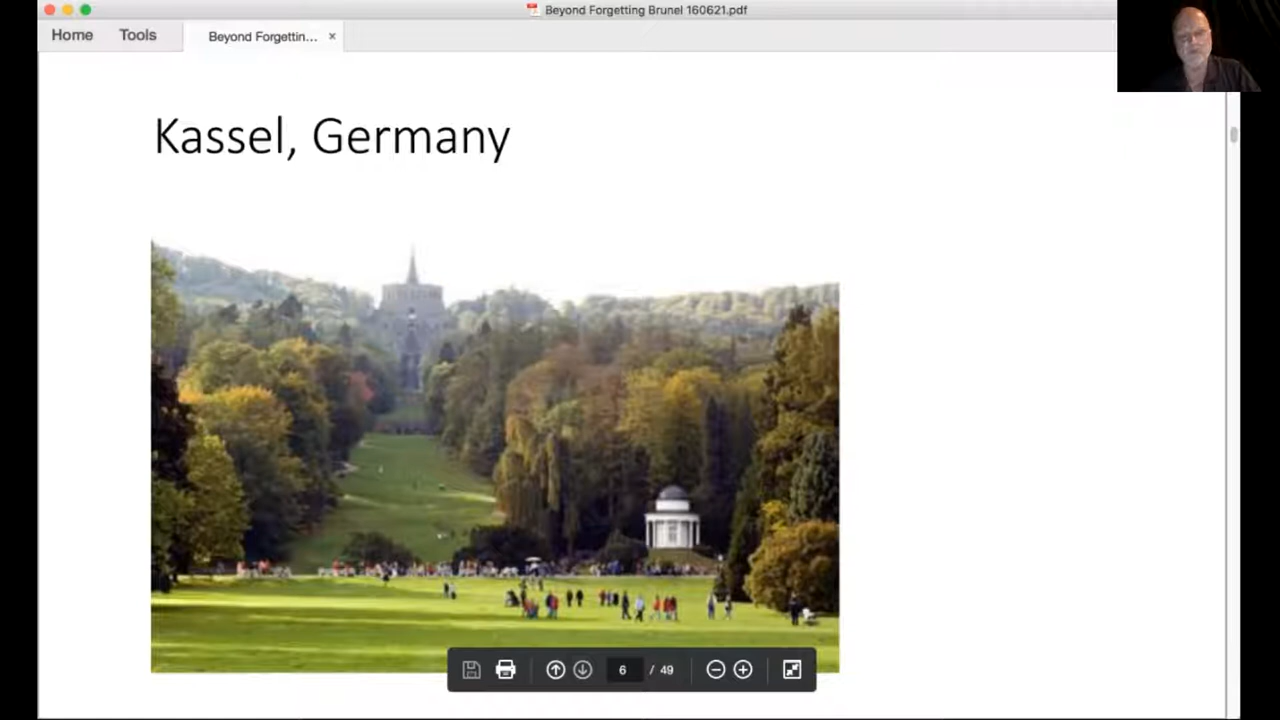 Beyond Forgetting Brunel 160621.pdf
Home Tools Beyond Forgettin... ×
Kassel, Germany
6 / 49